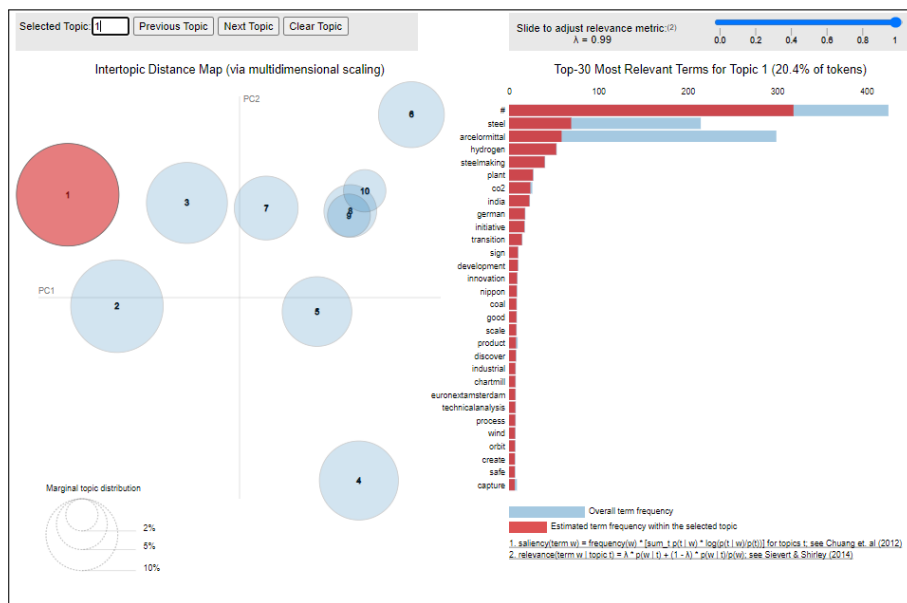 Selected Topic: 1 Previous Topic Next Topic Clear Topic
Slide to adjust relevance metric:(2)
λ = 0.99
0.0 0.2 0.4 0.6 0.8 1
Intertopic Distance Map (via multidimensional scaling)
PC2
PC1
6
1
3
7
10
8
9
2
5
4
Marginal topic distribution
2%
5%
10%
Top-30 Most Relevant Terms for Topic 1 (20.4% of tokens)
0 100 200 300 400
#
steel
arcelormittal
hydrogen
steelmaking
plant
co2
india
german
initiative
transition
sign
development
innovation
nippon
coal
good
scale
product
discover
industrial
chartmill
euronextamsterdam
technicalanalysis
process
wind
orbit
create
safe
capture
Overall term frequency
Estimated term frequency within the selected topic
1. saliency(term w) = frequency(w) * [sum_t p(t | w) * log(p(t | w)/p(t))] for topics t; see Chuang et. al (2012)
2. relevance(term w | topic t) = λ * p(w | t) + (1 - λ) * p(w | t)/p(w); see Sievert & Shirley (2014)